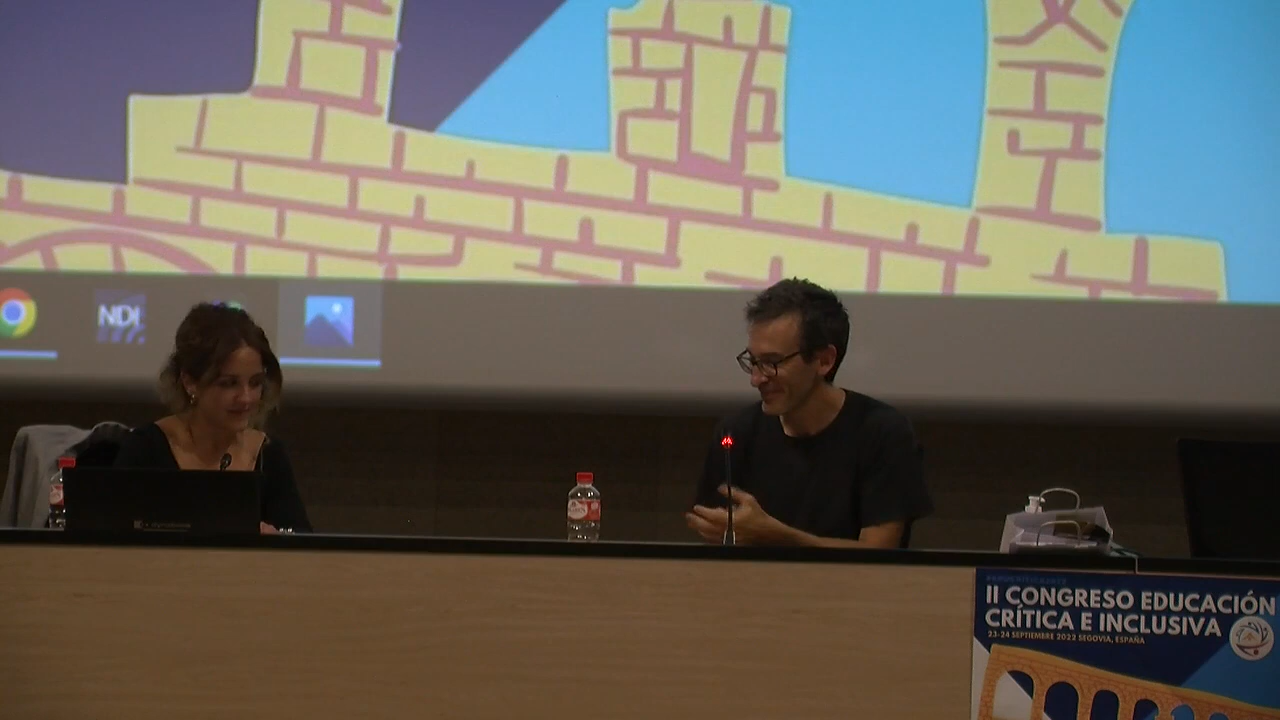 NDI
II CONGRESO EDUCACIÓN
CRÍTICA E INCLUSIVA
23-24 SEPTIEMBRE 2022 SEGOVIA, ESPAÑA